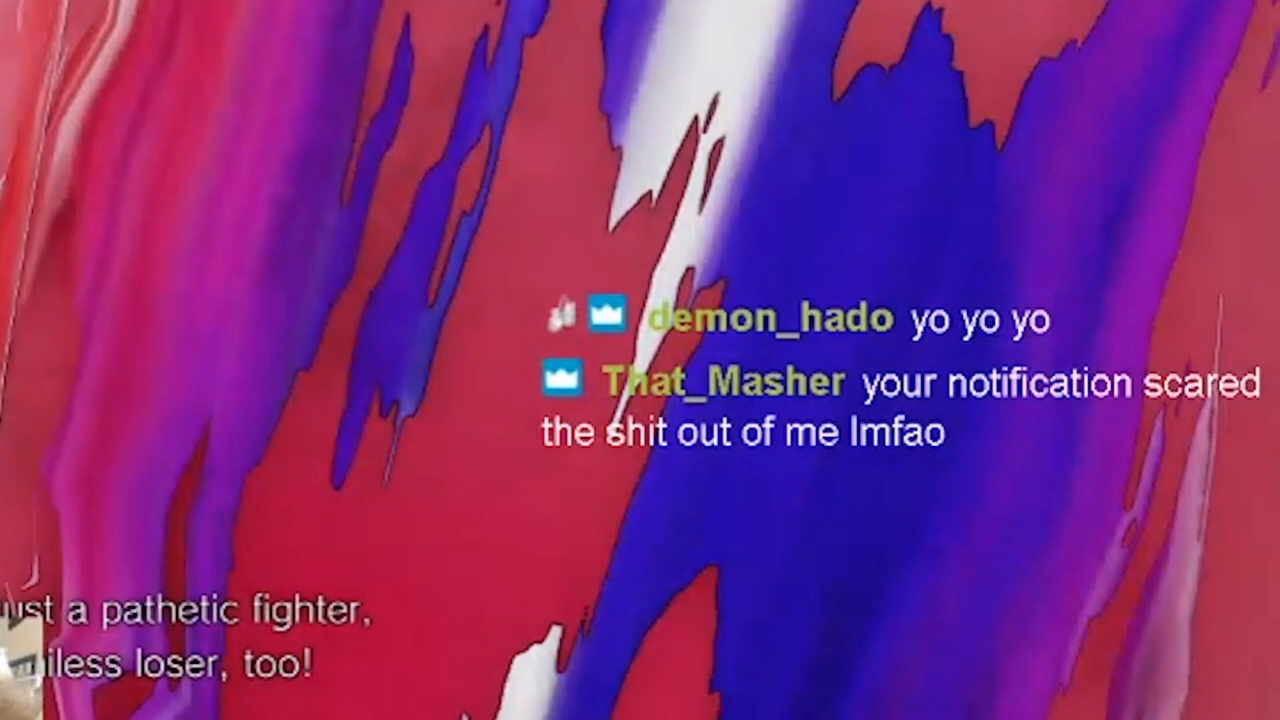 demon_hado yo yo yo
That_Masher your notification scared
the shit out of me lmfao
a pathetic fighter,
loser, too!